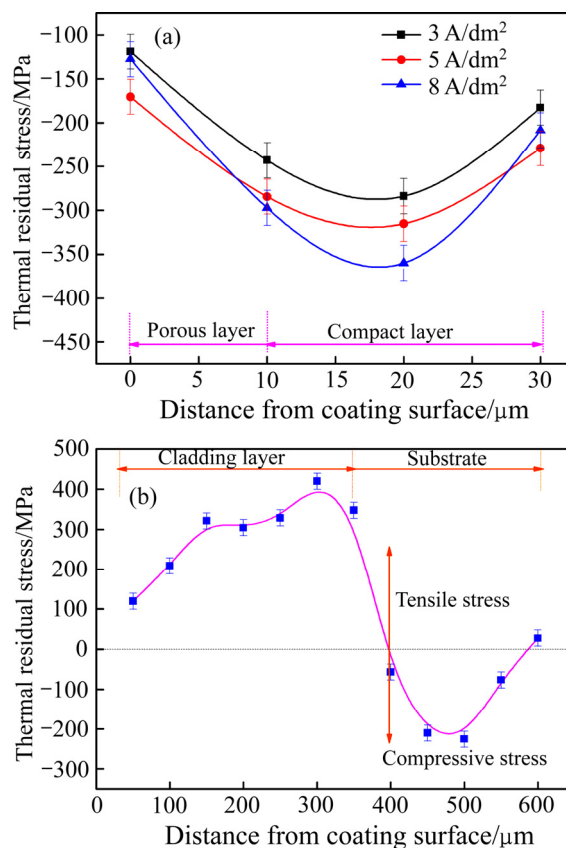 (a)
3 A/dm²
5 A/dm²
8 A/dm²
Thermal residual stress/MPa
−100
−150
−200
−250
−300
−350
−400
−450
Porous layer
Compact layer
0 5 10 15 20 25 30
Distance from coating surface/μm
(b)
Cladding layer
Substrate
Thermal residual stress/MPa
500
400
300
200
100
0
−100
−200
−300
Tensile stress
Compressive stress
0 100 200 300 400 500 600
Distance from coating surface/μm